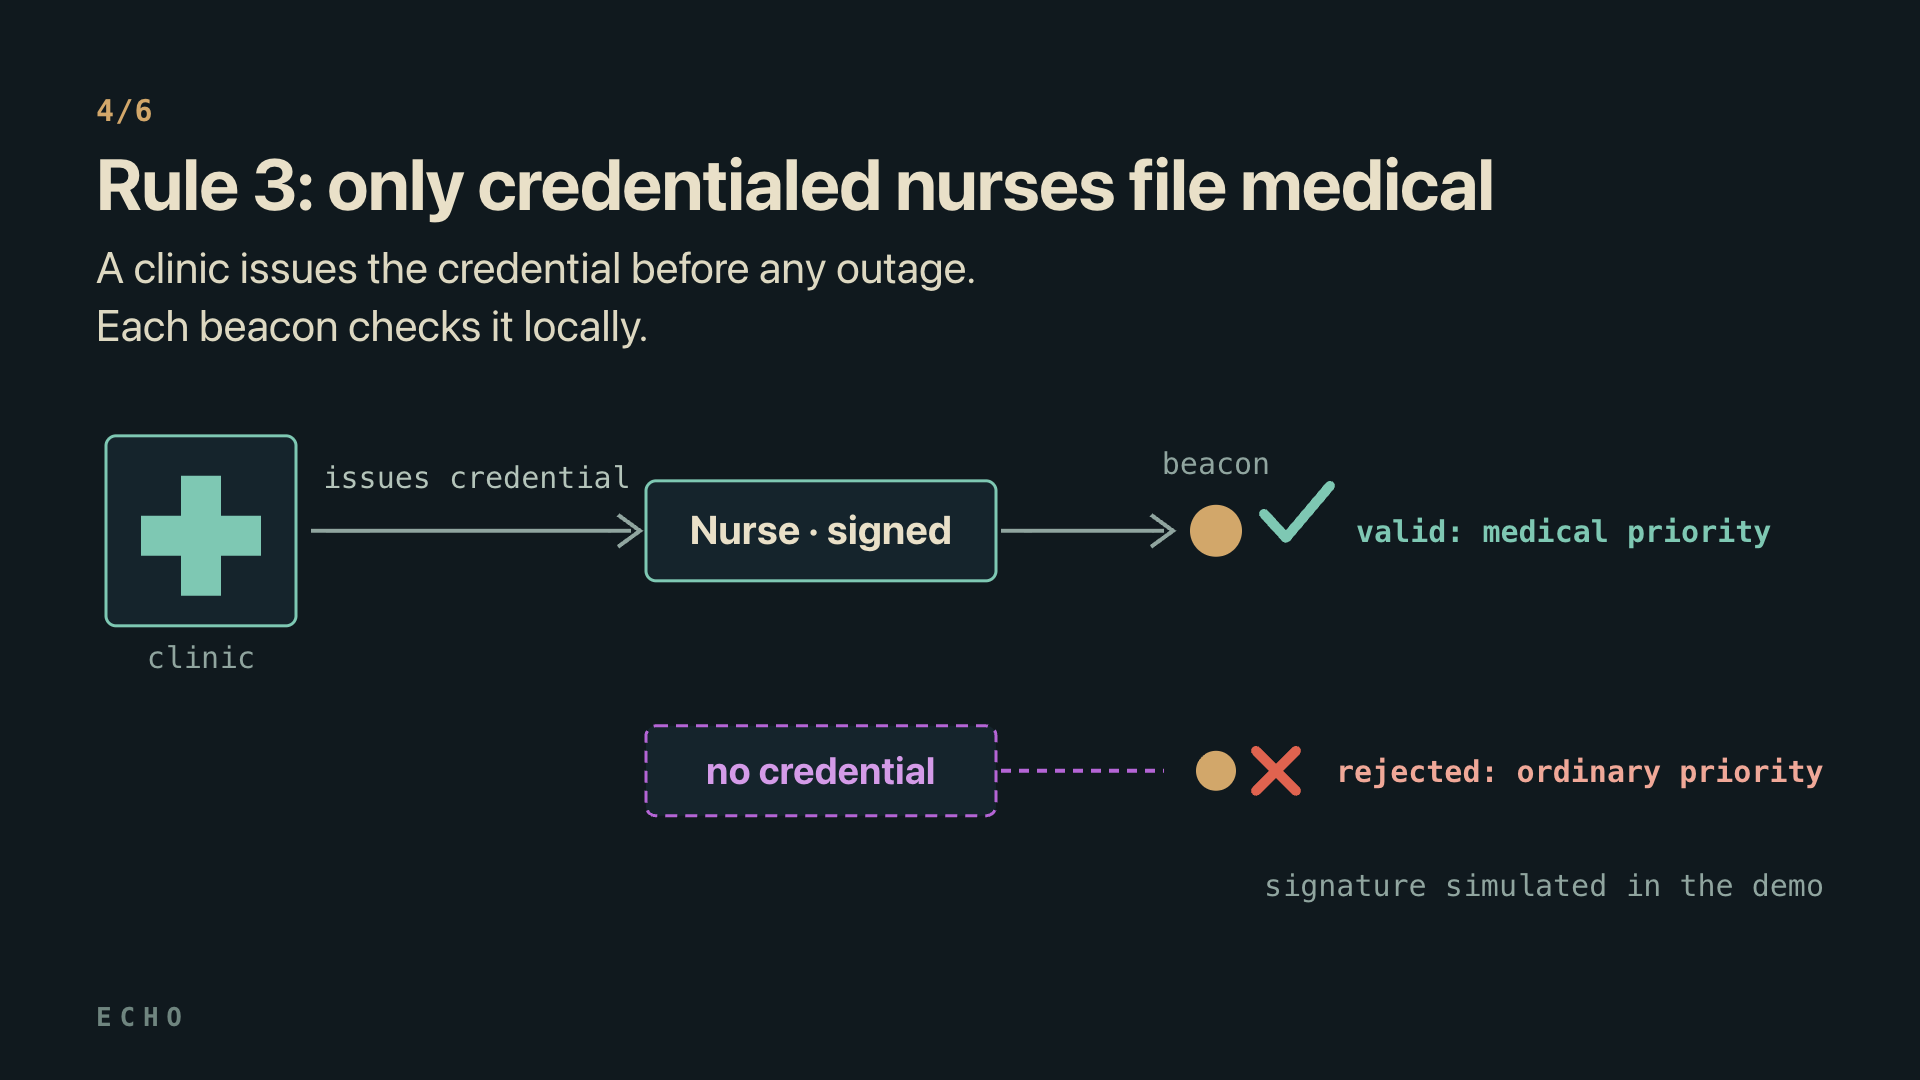 4/6
Rule 3: only credentialed nurses file medical
A clinic issues the credential before any outage.
Each beacon checks it locally.
issues credential
beacon
Nurse · signed
valid: medical priority
clinic
no credential
rejected: ordinary priority
signature simulated in the demo
ECHO